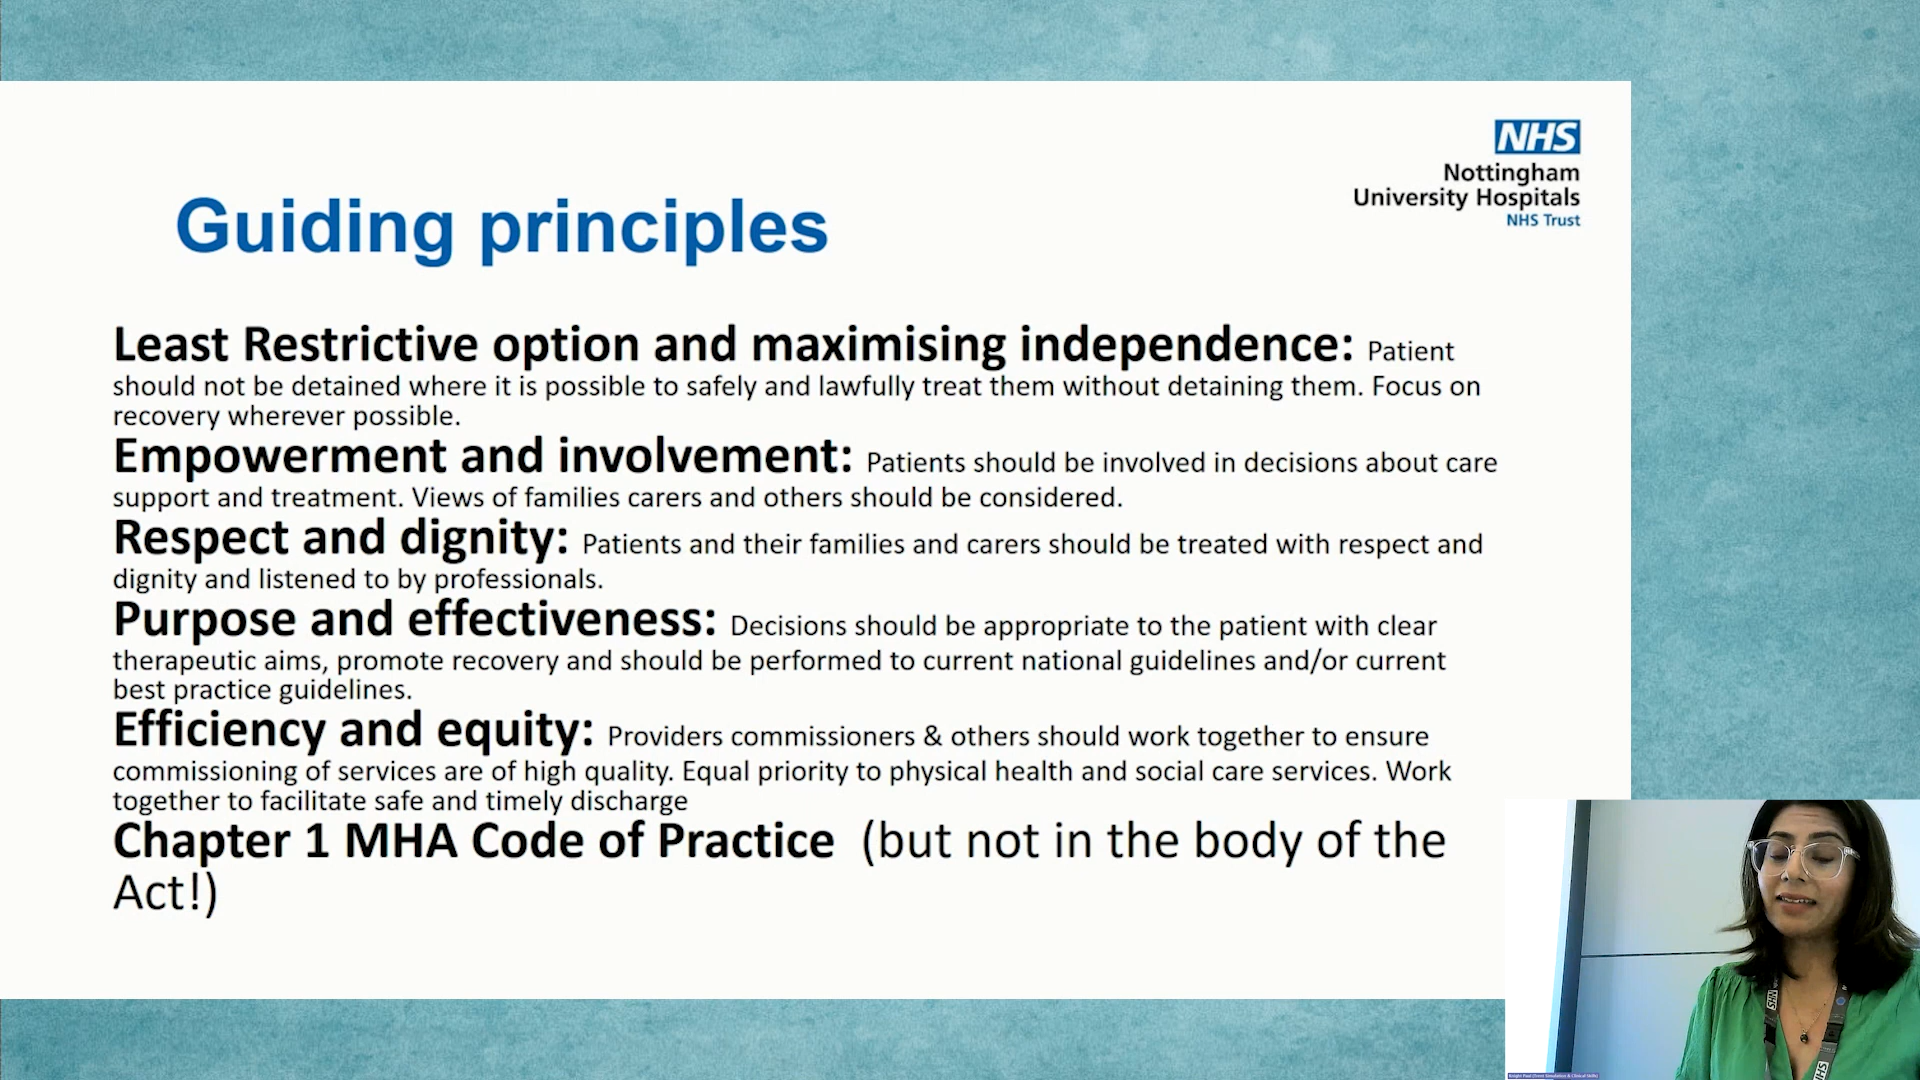 NHS
Nottingham
University Hospitals
NHS Trust
Guiding principles
Least Restrictive option and maximising independence: Patient
should not be detained where it is possible to safely and lawfully treat them without detaining them. Focus on
recovery wherever possible.
Empowerment and involvement: Patients should be involved in decisions about care
support and treatment. Views of families carers and others should be considered.
Respect and dignity: Patients and their families and carers should be treated with respect and
dignity and listened to by professionals.
Purpose and effectiveness: Decisions should be appropriate to the patient with clear
therapeutic aims, promote recovery and should be performed to current national guidelines and/or current
best practice guidelines.
Efficiency and equity: Providers commissioners & others should work together to ensure
commissioning of services are of high quality. Equal priority to physical health and social care services. Work
together to facilitate safe and timely discharge
Chapter 1 MHA Code of Practice (but not in the body of the
Act!)
NHS
NHS